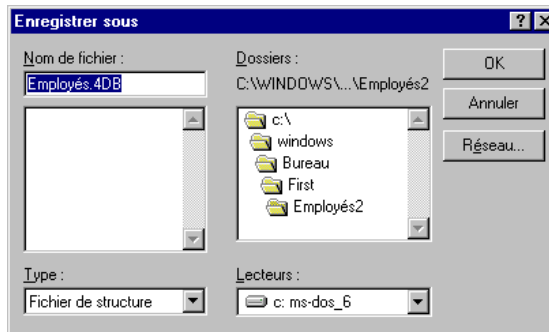 Enregistrer sous
Nom de fichier :
Employés.4DB
Dossiers :
C:\WINDOWS\...\Employés2
c:\
windows
Bureau
First
Employés2
OK
Annuler
Réseau...
Type :
Fichier de structure
Lecteurs :
c: ms-dos_6